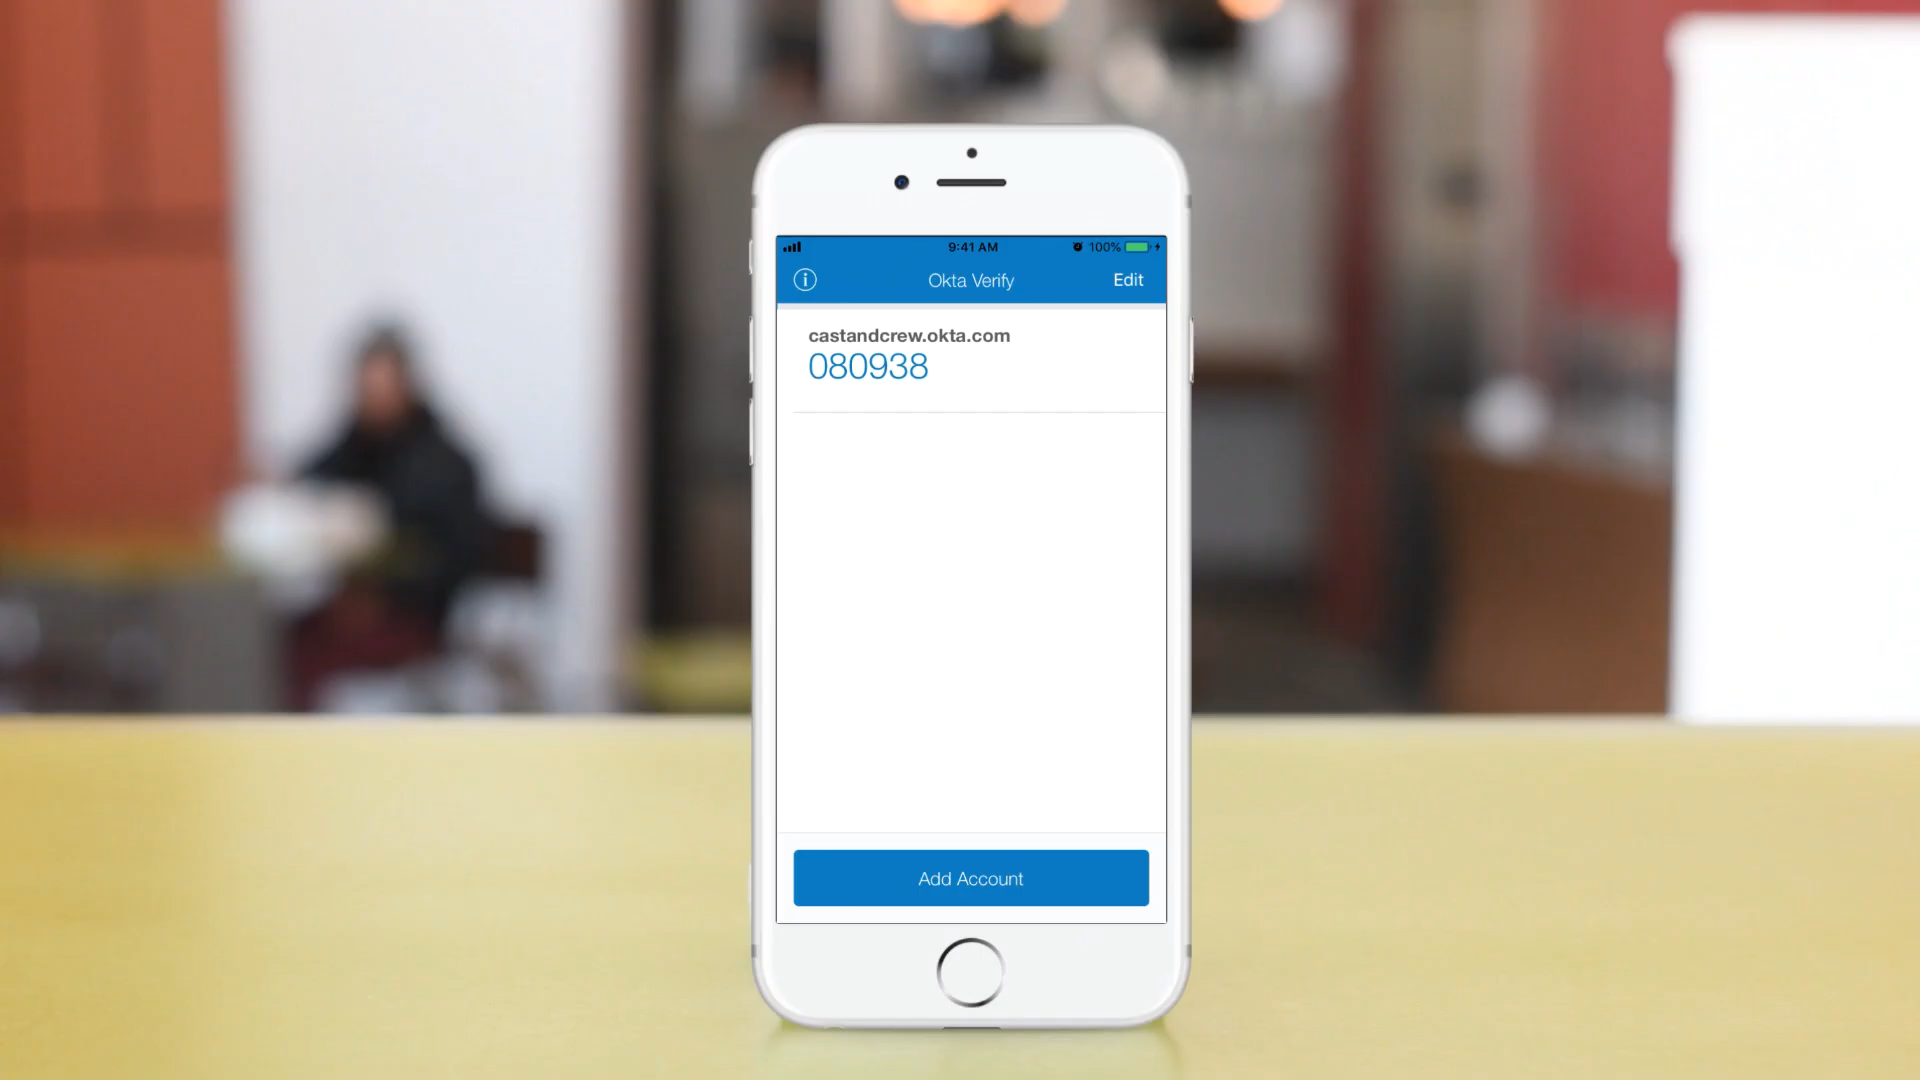 9:41 AM
100%
Okta Verify
Edit
castandcrew.okta.com
080938
Add Account